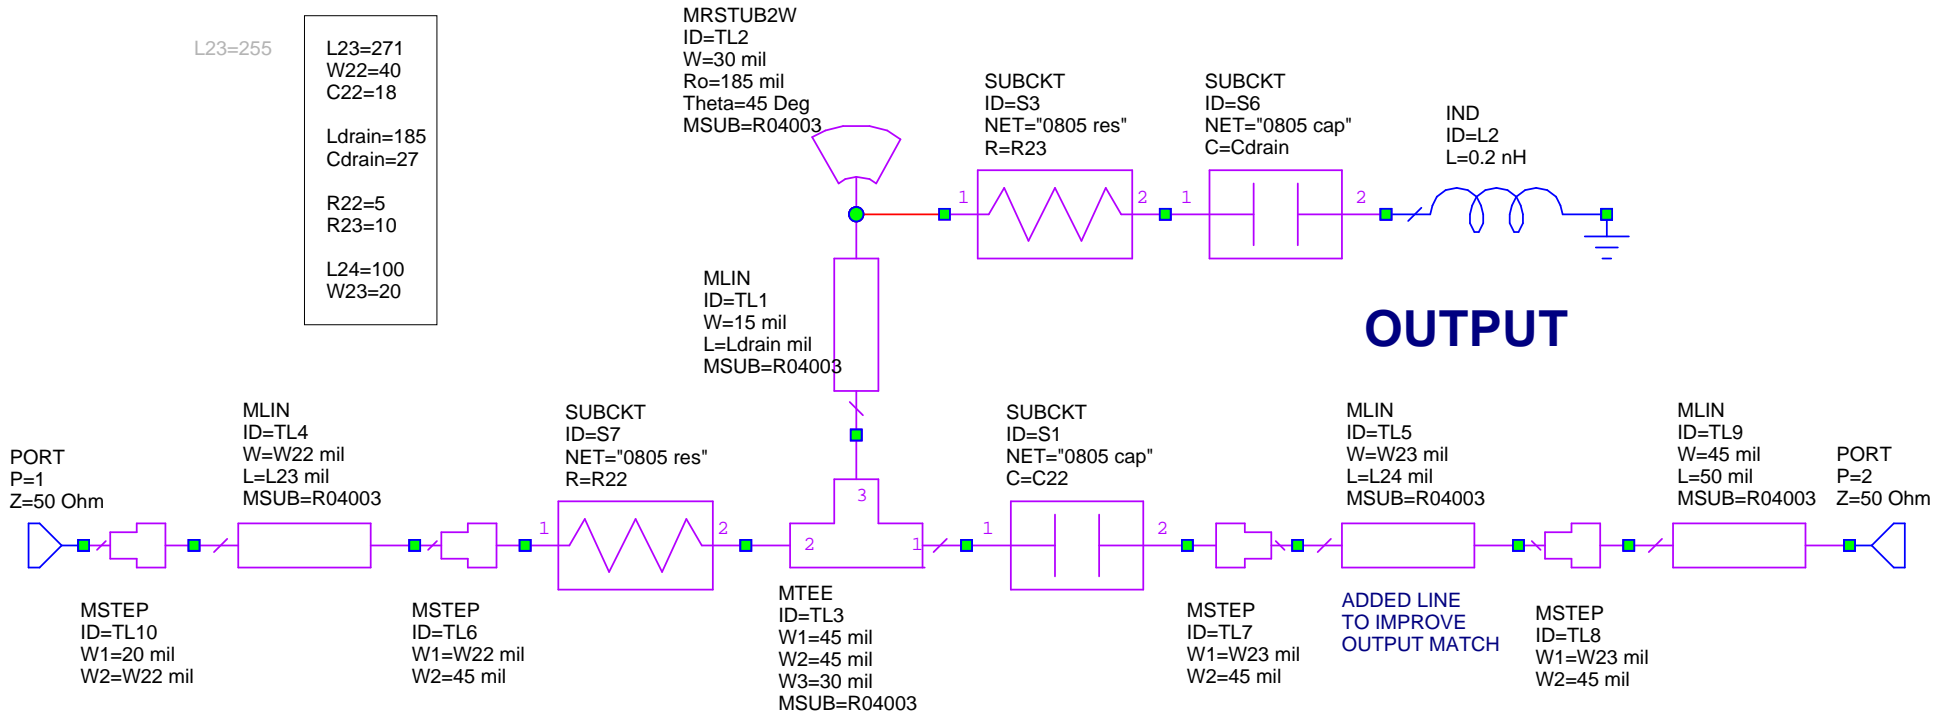 L23=255
L23=271
W22=40
C22=18
Ldrain=185
Cdrain=27
R22=5
R23=10
L24=100
W23=20
MRSTUB2W
ID=TL2
W=30 mil
Ro=185 mil
Theta=45 Deg
MSUB=R04003
SUBCKT
ID=S3
NET="0805 res"
R=R23
1
2
SUBCKT
ID=S6
NET="0805 cap"
C=Cdrain
1
2
IND
ID=L2
L=0.2 nH
MLIN
ID=TL1
W=15 mil
L=Ldrain mil
MSUB=R04003
OUTPUT
PORT
P=1
Z=50 Ohm
MSTEP
ID=TL10
W1=20 mil
W2=W22 mil
MLIN
ID=TL4
W=W22 mil
L=L23 mil
MSUB=R04003
MSTEP
ID=TL6
W1=W22 mil
W2=45 mil
SUBCKT
ID=S7
NET="0805 res"
R=R22
1
2
3
2
1
MTEE
ID=TL3
W1=45 mil
W2=45 mil
W3=30 mil
MSUB=R04003
SUBCKT
ID=S1
NET="0805 cap"
C=C22
1
2
MSTEP
ID=TL7
W1=W23 mil
W2=45 mil
MLIN
ID=TL5
W=W23 mil
L=L24 mil
MSUB=R04003
ADDED LINE
TO IMPROVE
OUTPUT MATCH
MSTEP
ID=TL8
W1=W23 mil
W2=45 mil
MLIN
ID=TL9
W=45 mil
L=50 mil
MSUB=R04003
PORT
P=2
Z=50 Ohm